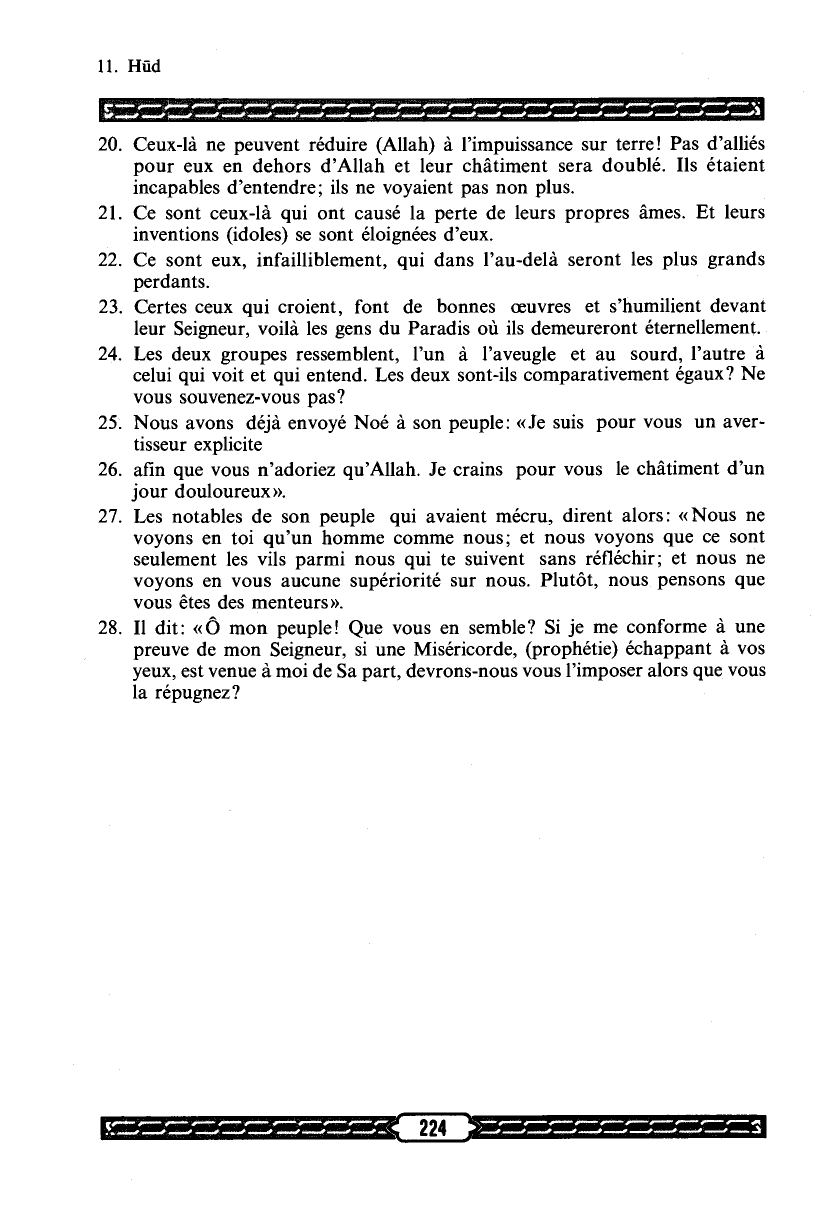 11. Hūd
20. Ceux-là ne peuvent réduire (Allah) à l'impuissance sur terre! Pas d'alliés
pour eux en dehors d'Allah et leur châtiment sera doublé. Ils étaient
incapables d'entendre; ils ne voyaient pas non plus.
21. Ce sont ceux-là qui ont causé la perte de leurs propres âmes. Et leurs
inventions (idoles) se sont éloignées d'eux.
22. Ce sont eux, infailliblement, qui dans l'au-delà seront les plus grands
perdants.
23. Certes ceux qui croient, font de bonnes œuvres et s'humilient devant
leur Seigneur, voilà les gens du Paradis où ils demeureront éternellement.
24. Les deux groupes ressemblent, l'un à l'aveugle et au sourd, l'autre à
celui qui voit et qui entend. Les deux sont-ils comparativement égaux? Ne
vous souvenez-vous pas?
25. Nous avons déjà envoyé Noé à son peuple: «Je suis pour vous un aver-
tisseur explicite
26. afin que vous n'adoriez qu'Allah. Je crains pour vous le châtiment d'un
jour douloureux».
27. Les notables de son peuple qui avaient mécru, dirent alors: «Nous ne
voyons en toi qu'un homme comme nous; et nous voyons que ce sont
seulement les vils parmi nous qui te suivent sans réfléchir; et nous ne
voyons en vous aucune supériorité sur nous. Plutôt, nous pensons que
vous êtes des menteurs».
28. Il dit: «Ô mon peuple! Que vous en semble? Si je me conforme à une
preuve de mon Seigneur, si une Miséricorde, (prophétie) échappant à vos
yeux, est venue à moi de Sa part, devrons-nous vous l'imposer alors que vous
la répugnez?
224